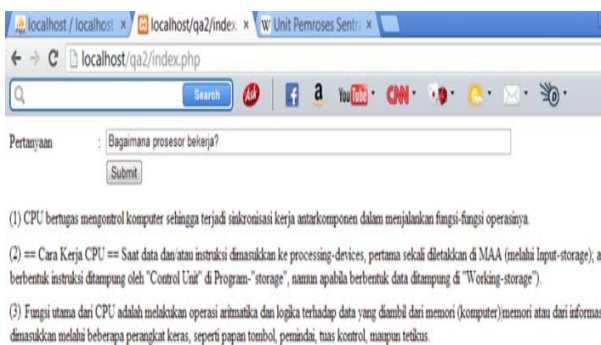 localhost / localhost
localhost/qa2/index.
W Unit Pemroses Sentra
localhost/qa2/index.php
Search Ask f a You Tube CNN
Pertanyaan : Bagaimana prosesor bekerja?
Submit
(1) CPU bertugas mengontrol komputer sehingga terjadi sinkronisasi kerja antarkomponen dalam menjalankan fungsi-fungsi operasinya.
(2) == Cara Kerja CPU == Saat data dan/atau instruksi dimasukkan ke processing-devices, pertama sekali diletakkan di MAA (melalui Input-storage); a
berbentuk instruksi ditampung oleh "Control Unit" di Program-"storage", namun apabila berbentuk data ditampung di "Working-storage").
(3) Fungsi utama dari CPU adalah melakukan operasi aritmatika dan logika terhadap data yang diambil dari memori (komputer)|memori atau dari informas
dimasukkan melalui beberapa perangkat keras, seperti papan tombol, pemindai, tuas kontrol, maupun tetikus.